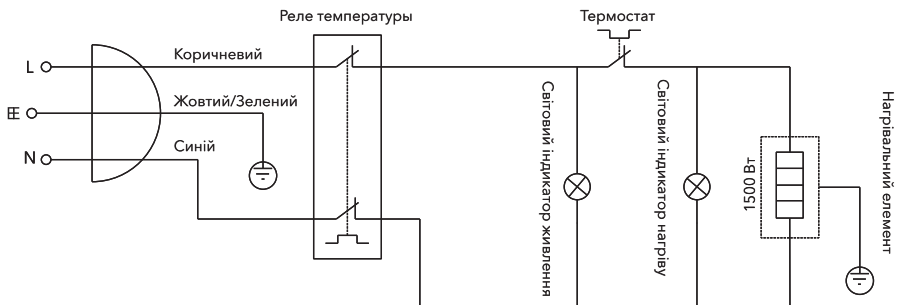 Реле температуры
Термостат
L
Коричневий
Жовтий/Зелений
N
Синій
Світовий індикатор живлення
Світовий індикатор нагріву
1500 Вт
Нагрівальний елемент